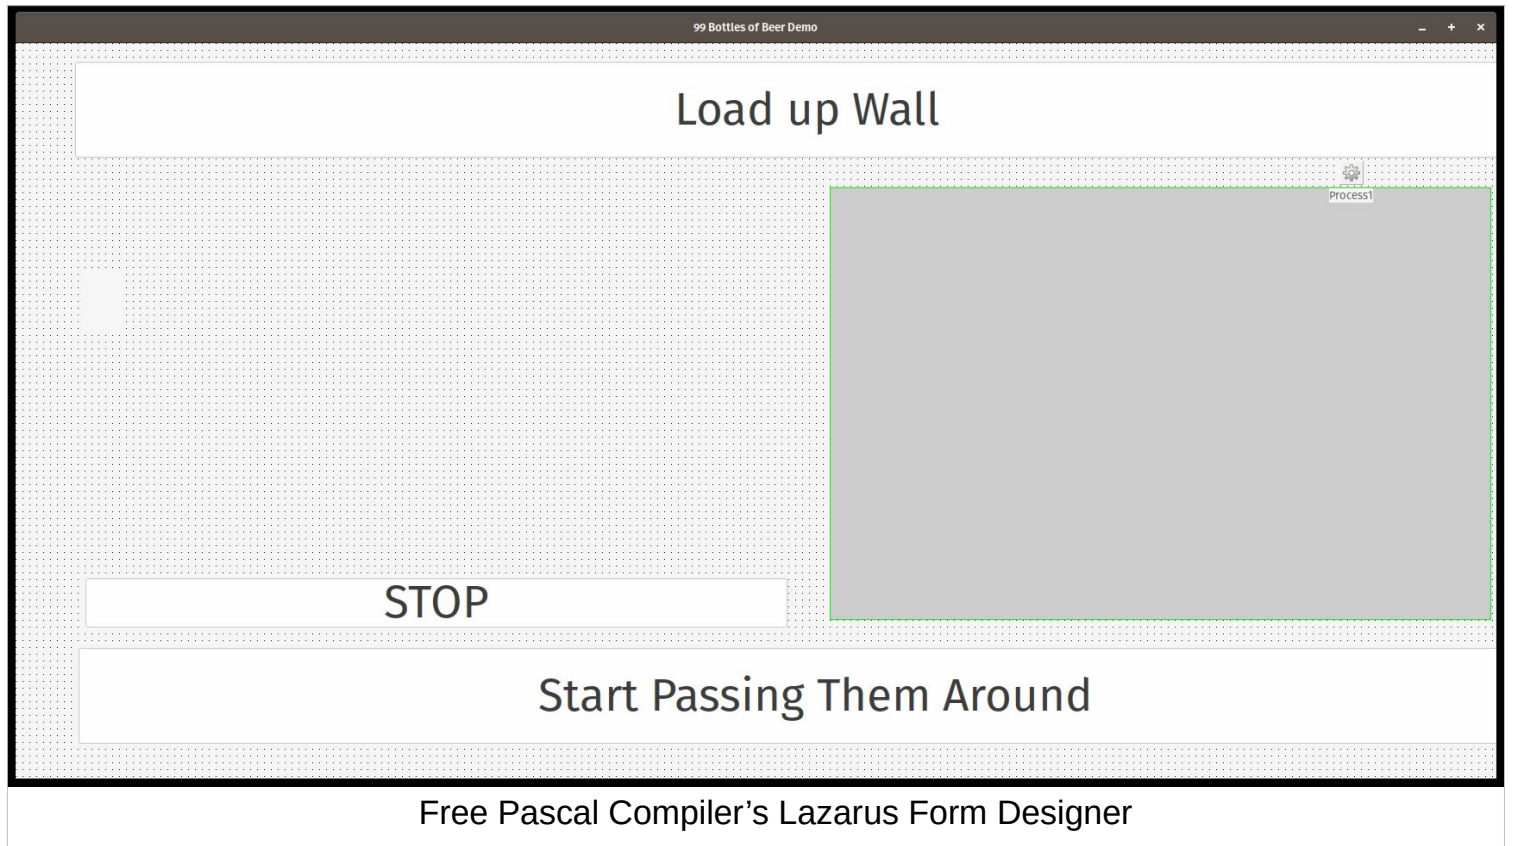 99 Bottles of Beer Demo
Load up Wall
Process1
STOP
Start Passing Them Around
Free Pascal Compiler’s Lazarus Form Designer